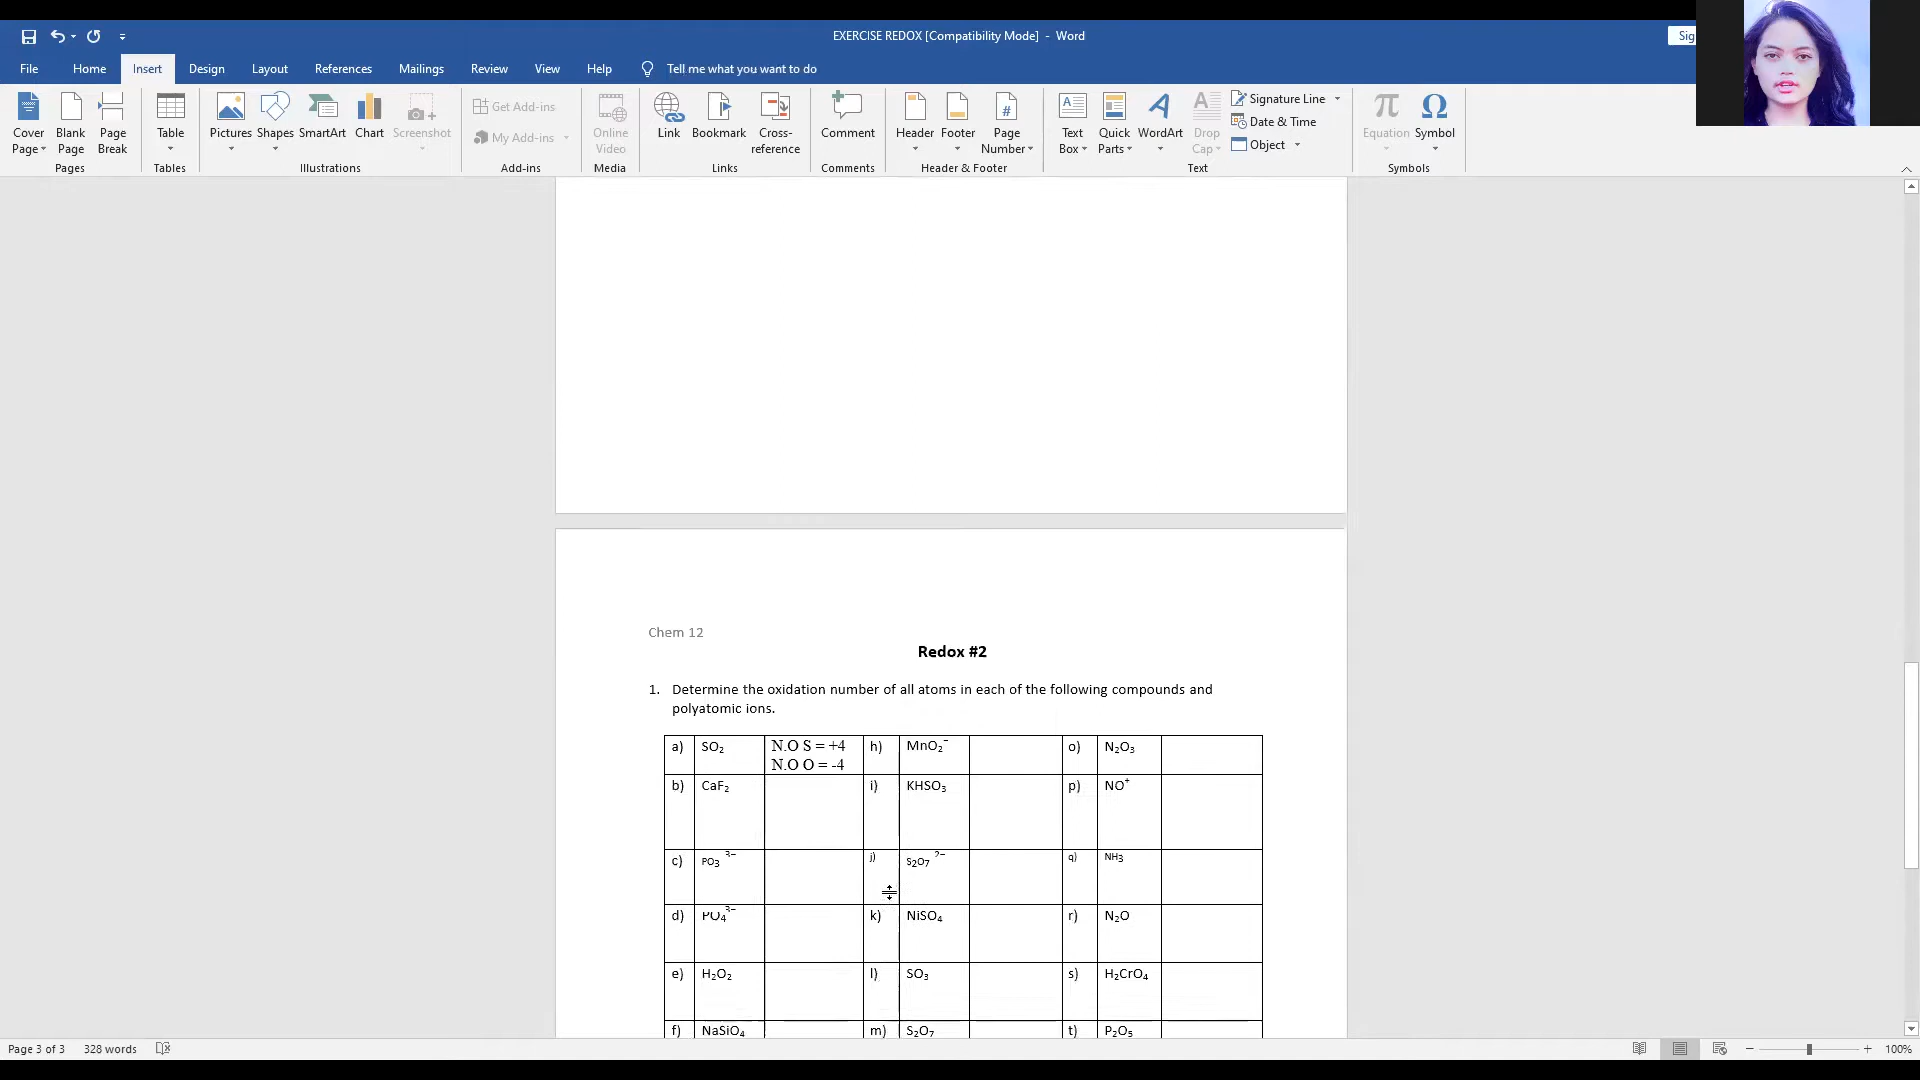 EXERCISE REDOX [Compatibility Mode] - Word
Sig
File Home Insert Design Layout References Mailings Review View Help Tell me what you want to do
Cover Page
Blank Page
Page Break
Pages
Table
Tables
Pictures
Shapes
SmartArt
Chart
Screenshot
Illustrations
Get Add-ins
My Add-ins
Add-ins
Online Video
Media
Link
Bookmark
Cross-reference
Links
Comment
Comments
Header
Footer
Page Number
Header & Footer
Text Box
Quick Parts
WordArt
Drop Cap
Signature Line
Date & Time
Object
Text
Equation
Symbol
Symbols
Chem 12
Redox #2
1. Determine the oxidation number of all atoms in each of the following compounds and
polyatomic ions.
a) SO₂ N.O S = +4 h) MnO₂⁻ o) N₂O₃
N.O O = -4
b) CaF₂ i) KHSO₃ p) NO⁺
c) PO₃ ³⁻ j) S₂O₇ ²⁻ q) NH₃
d) PO₄³⁻ k) NiSO₄ r) N₂O
e) H₂O₂ l) SO₃ s) H₂CrO₄
f) NaSiO₄ m) S₂O₇ t) P₂O₅
Page 3 of 3 328 words 100%